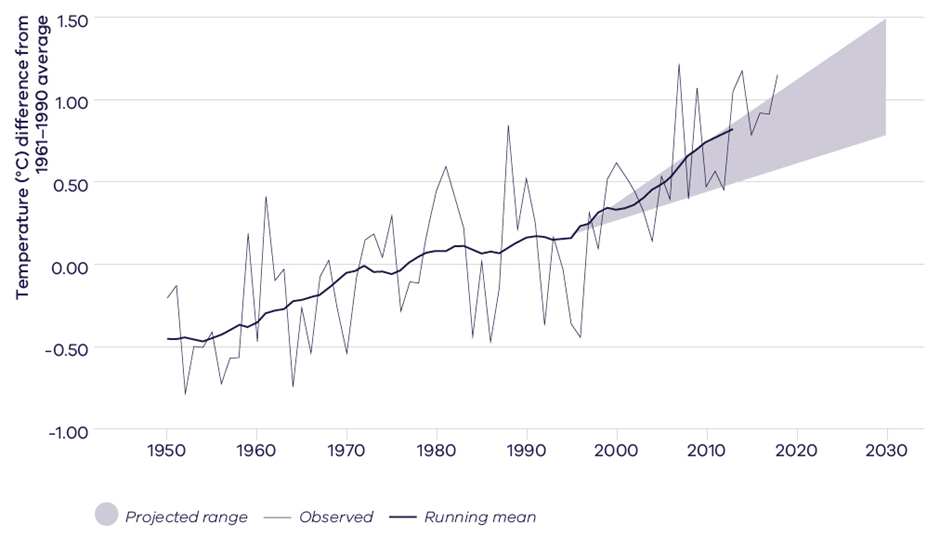 Temperature (°C) difference from
1961–1990 average
1.50
1.00
0.50
0.00
-0.50
-1.00
1950 1960 1970 1980 1990 2000 2010 2020 2030
Projected range Observed Running mean